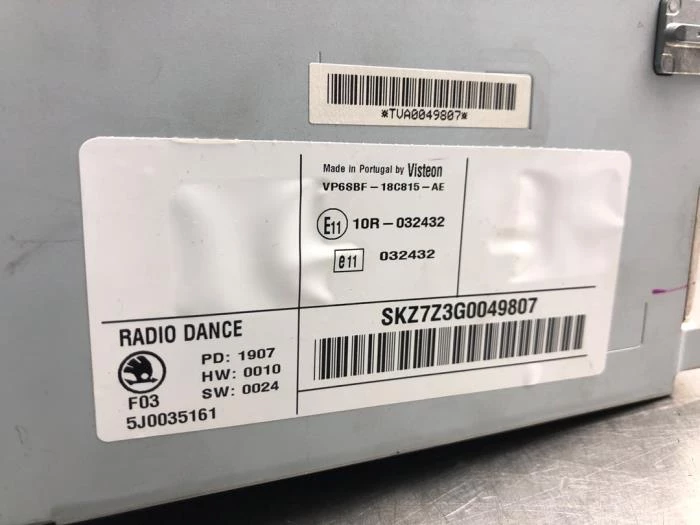 *TVA0049807*
Made in Portugal by Visteon
VP6SBF-18C815-AE
E11 10R-032432
e11 032432
SKZ7Z3G0049807
RADIO DANCE
PD: 1907
HW: 0010
SW: 0024
F03
5J0035161